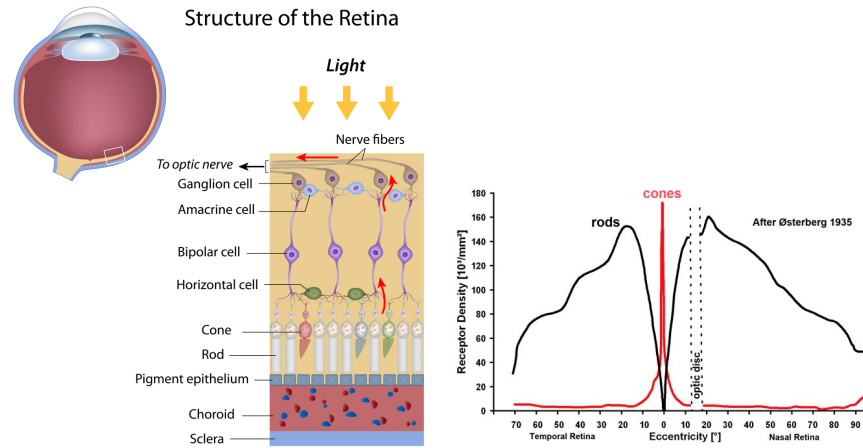 Structure of the Retina
Light
Nerve fibers
To optic nerve
Ganglion cell
Amacrine cell
Bipolar cell
Horizontal cell
Cone
Rod
Pigment epithelium
Choroid
Sclera
cones
rods
After Østerberg 1935
Receptor Density [10³/mm²]
180
160
140
120
100
80
60
40
20
0
optic disc
70 60 50 40 30 20 10 0 10 20 30 40 50 60 70 80 90
Temporal Retina Eccentricity [°] Nasal Retina